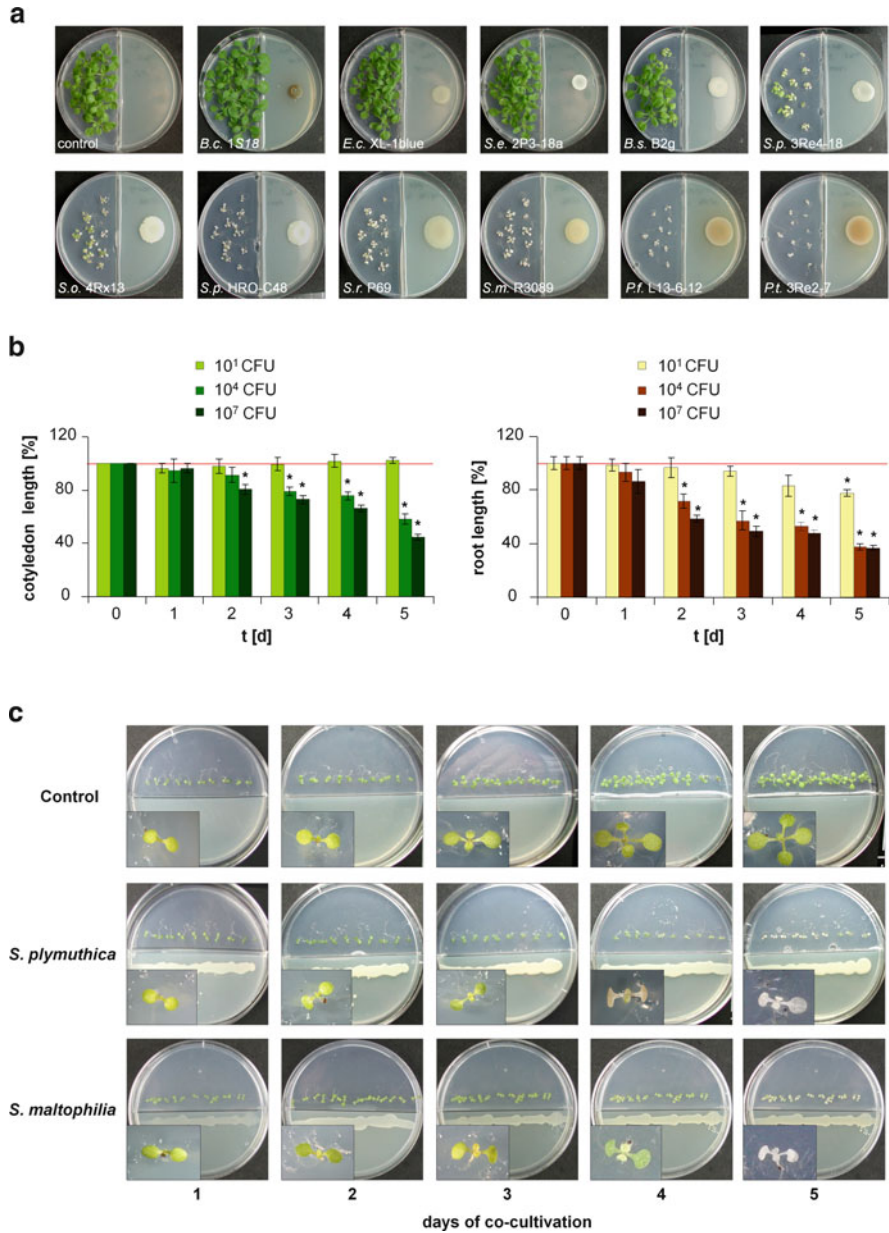 a
control
B.c. 1S18
E.c. XL-1blue
S.e. 2P3-18a
B.s. B2g
S.p. 3Re4-18
S.o. 4Rx13
S.p. HRO-C48
S.r. P69
S.m. R3089
P.f. L13-6-12
P.t. 3Re2-7
b
10¹ CFU
10⁴ CFU
10⁷ CFU
cotyledon length [%]
120
80
40
0
* * * * * * *
0 1 2 3 4 5
t [d]
10¹ CFU
10⁴ CFU
10⁷ CFU
root length [%]
120
80
40
0
* * * * * * * * *
0 1 2 3 4 5
t [d]
c
Control
S. plymuthica
S. maltophilia
1 2 3 4 5
days of co-cultivation